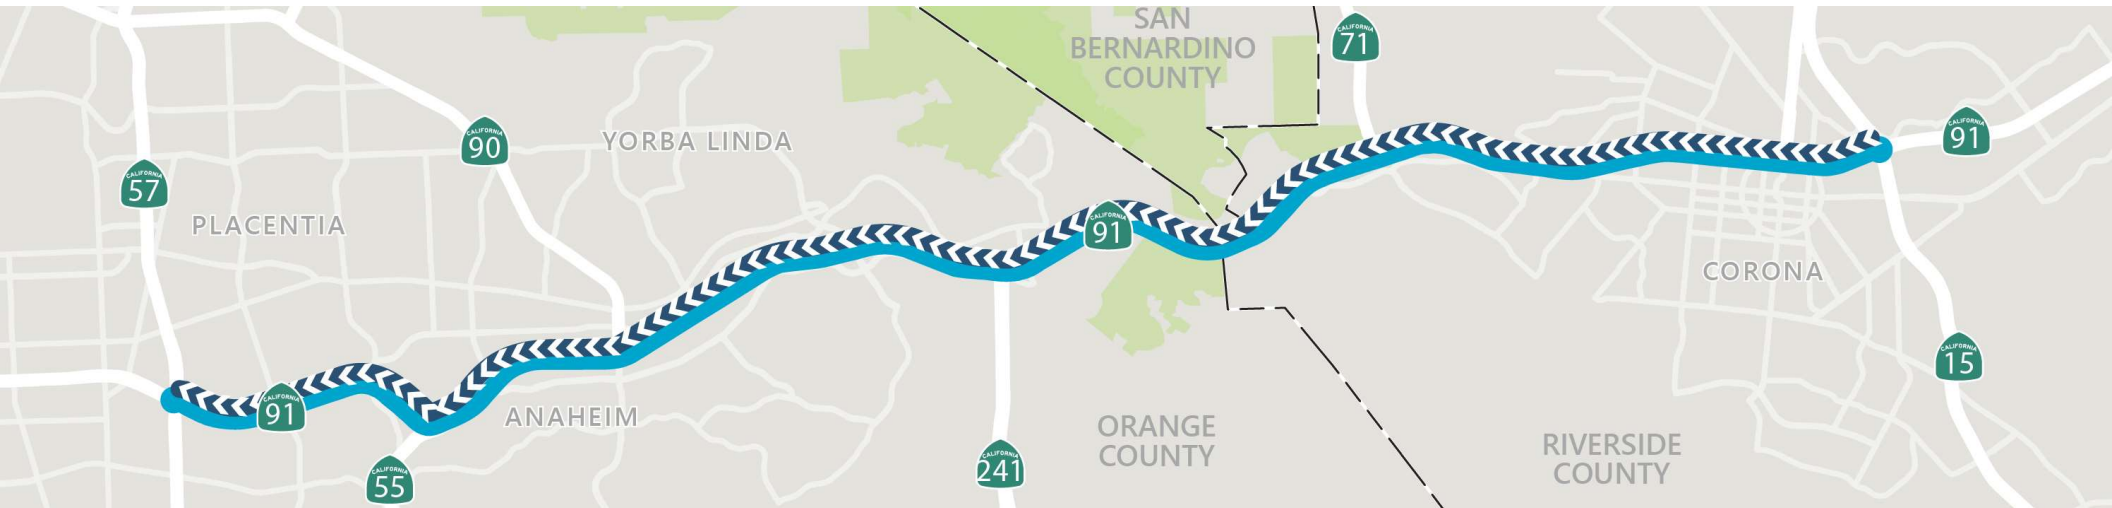 SAN
BERNARDINO
COUNTY
CALIFORNIA
71
CALIFORNIA
90
YORBA LINDA
CALIFORNIA
91
CALIFORNIA
57
PLACENTIA
CALIFORNIA
91
CORONA
CALIFORNIA
15
CALIFORNIA
91
ANAHEIM
ORANGE
COUNTY
RIVERSIDE
COUNTY
CALIFORNIA
241
CALIFORNIA
55